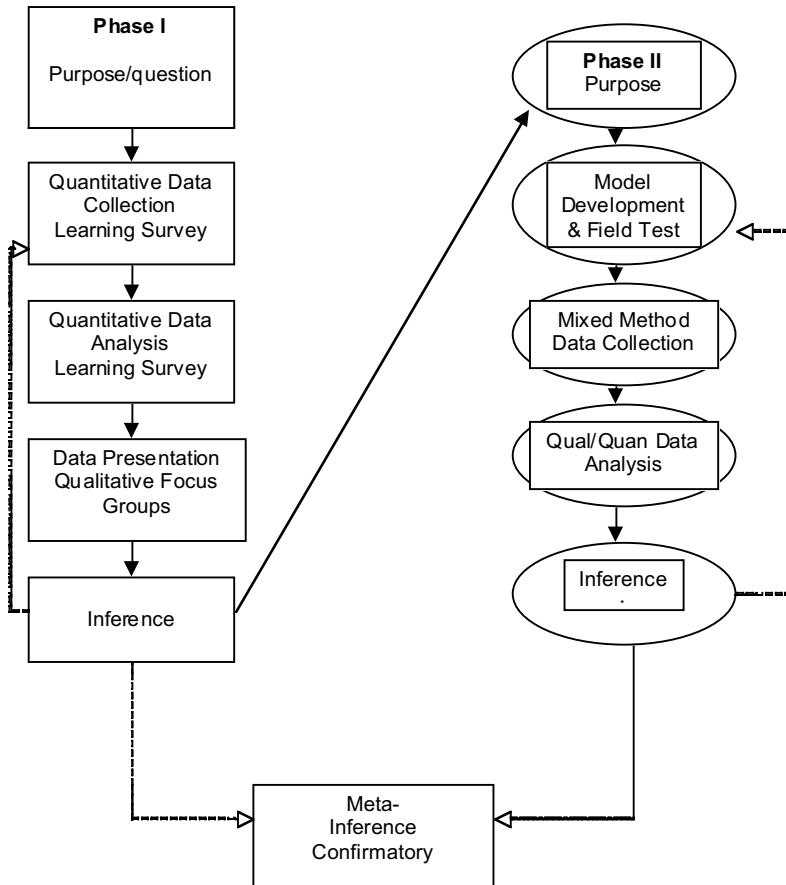 Phase I
Purpose/question
Quantitative Data
Collection
Learning Survey
Quantitative Data
Analysis
Learning Survey
Data Presentation
Qualitative Focus
Groups
Inference
Phase II
Purpose
Model
Development
& Field Test
Mixed Method
Data Collection
Qual/Quan Data
Analysis
Inference
.
Meta-
Inference
Confirmatory